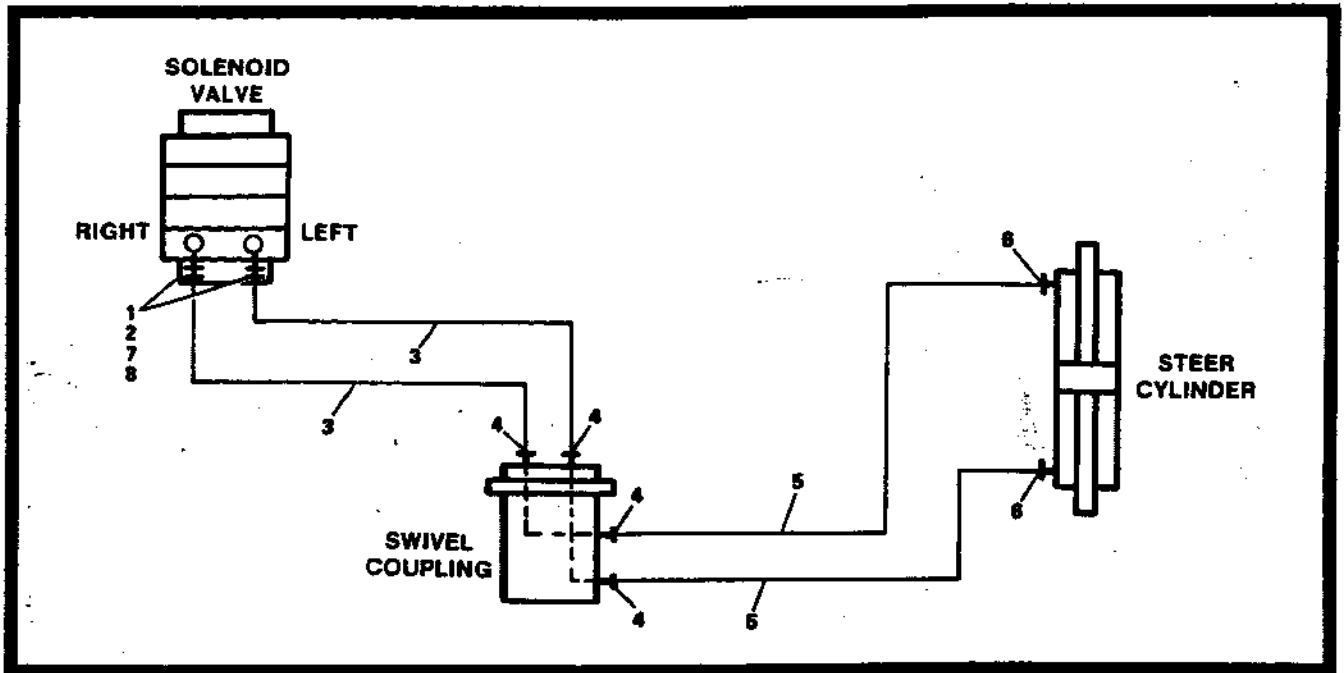 SOLENOID
VALVE
RIGHT
LEFT
1
2
7
8
3
3
4
4
4
4
SWIVEL
COUPLING
5
5
6
6
STEER
CYLINDER